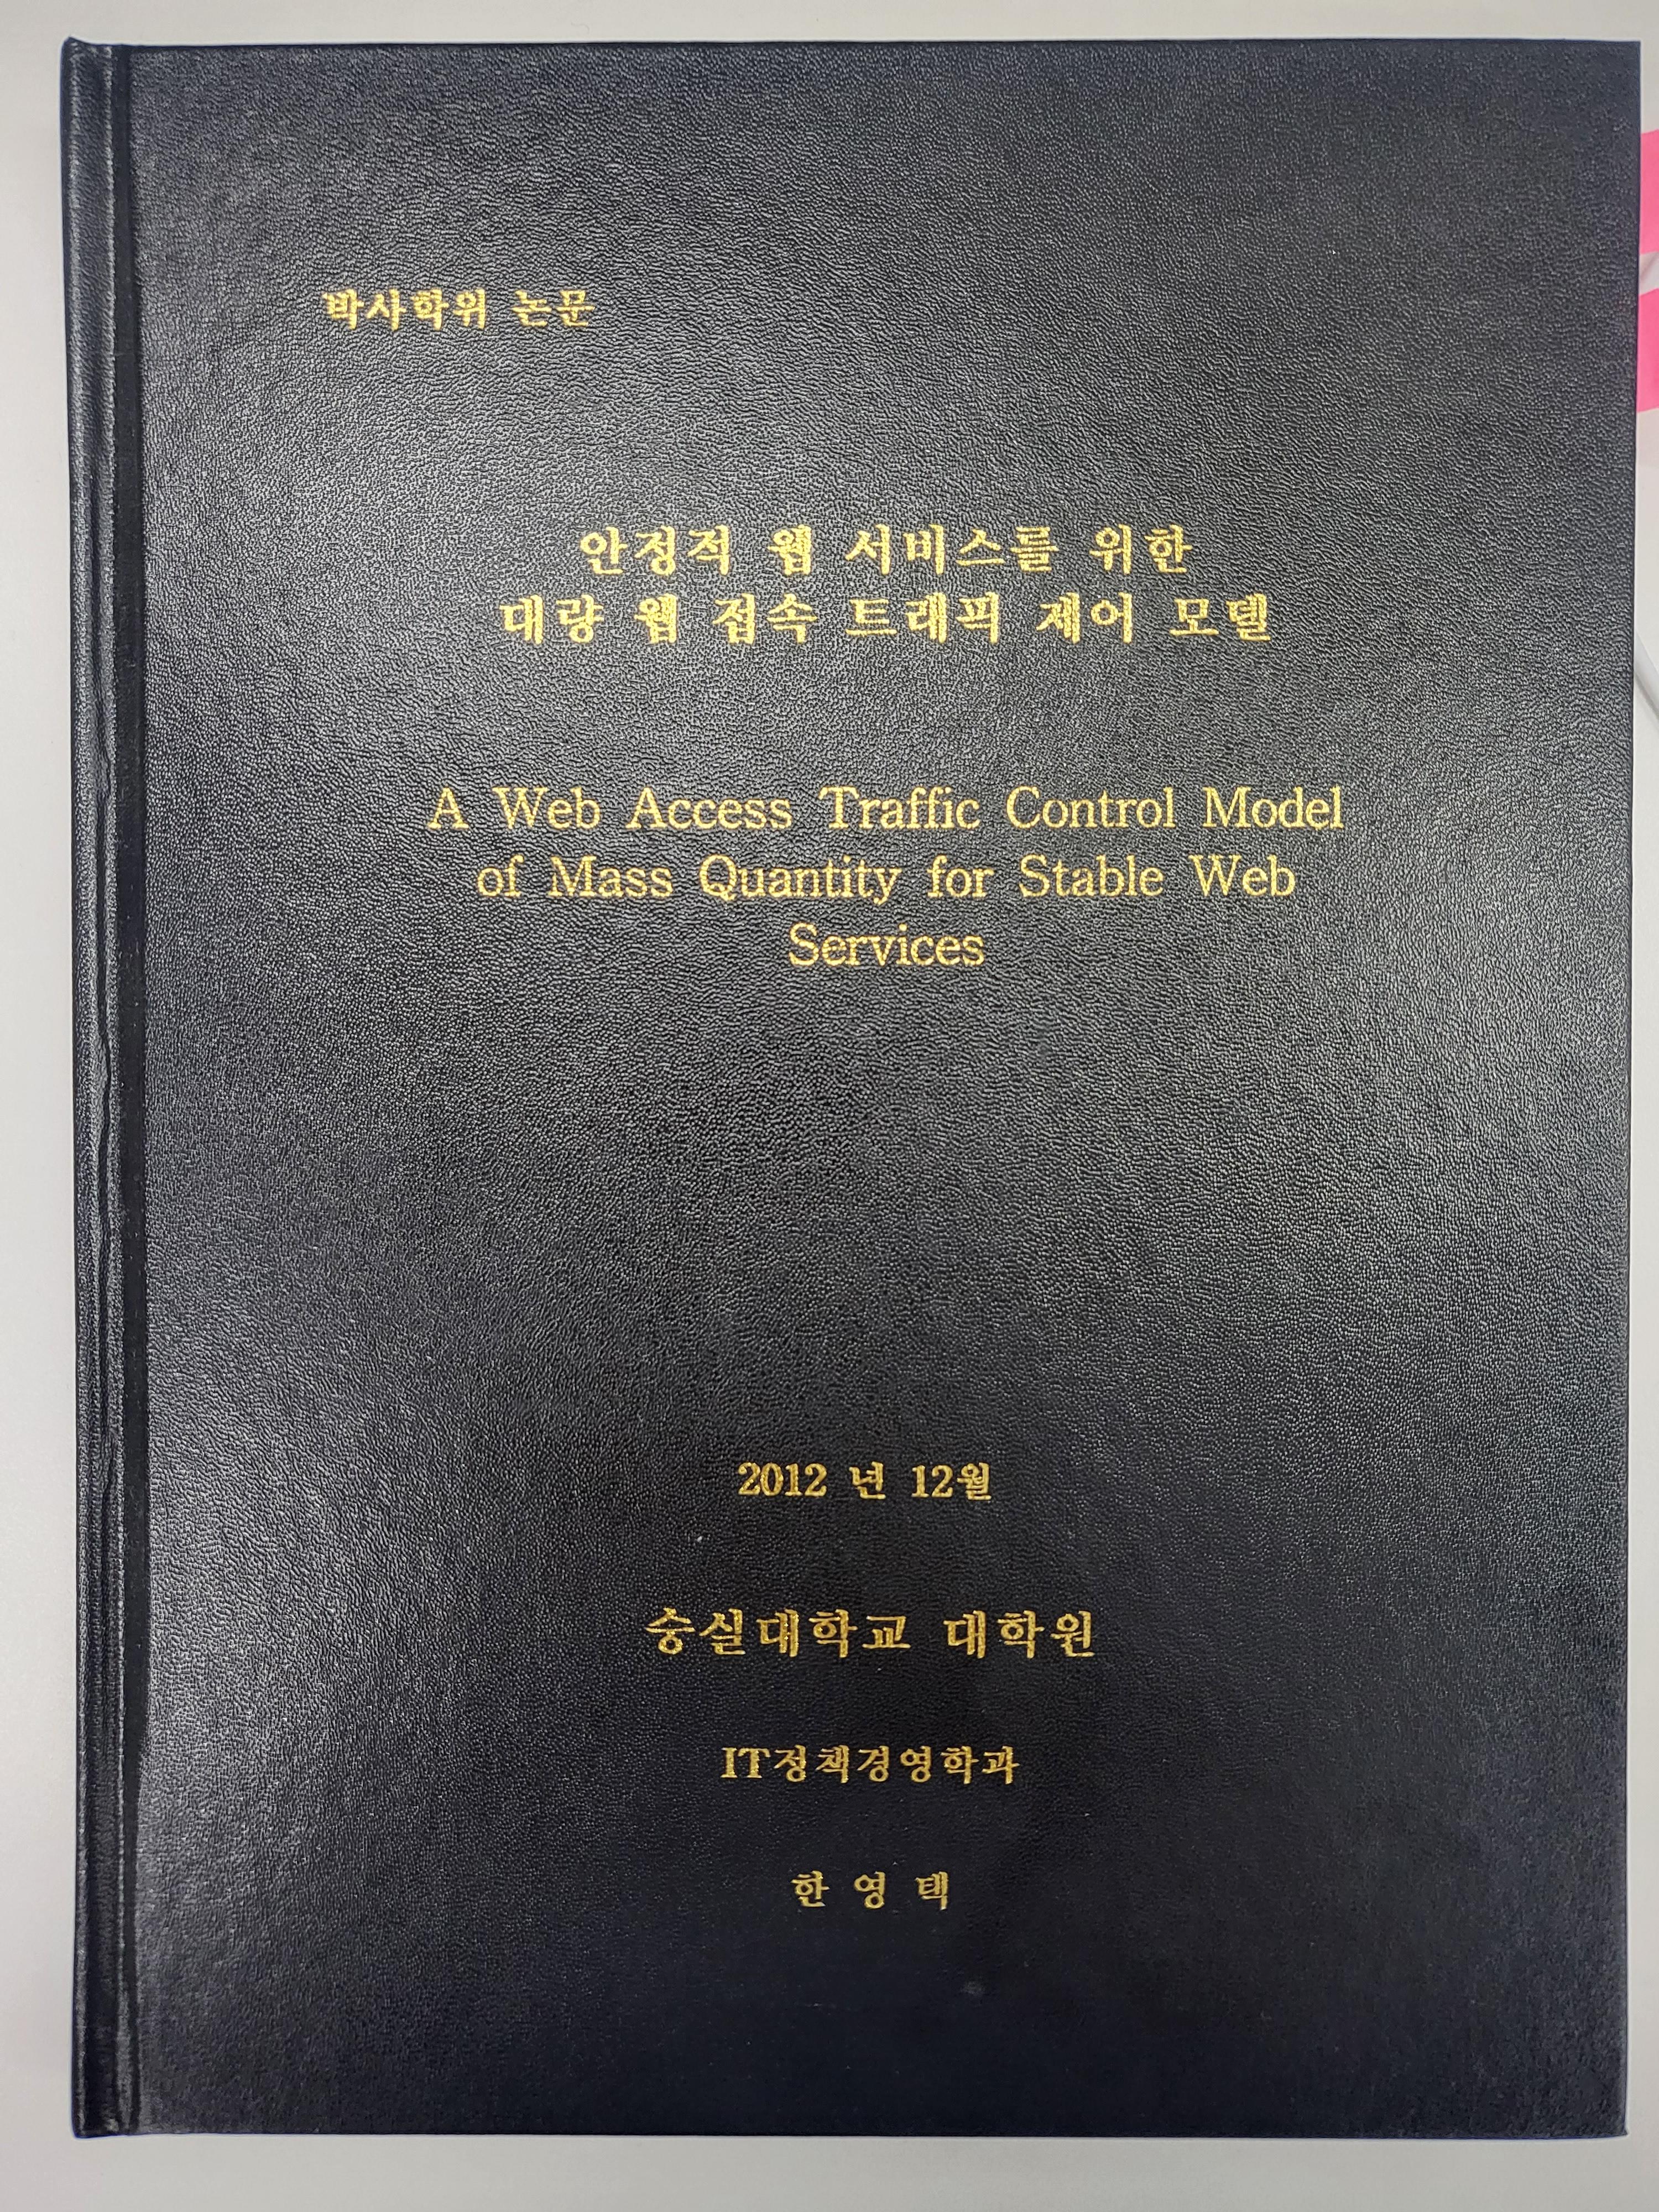 박사학위 논문
안정적 웹 서비스를 위한
대량 웹 접속 트래픽 제어 모델
A Web Access Traffic Control Model
of Mass Quantity for Stable Web
Services
2012 년 12월
숭실대학교 대학원
IT정책경영학과
한 영 택